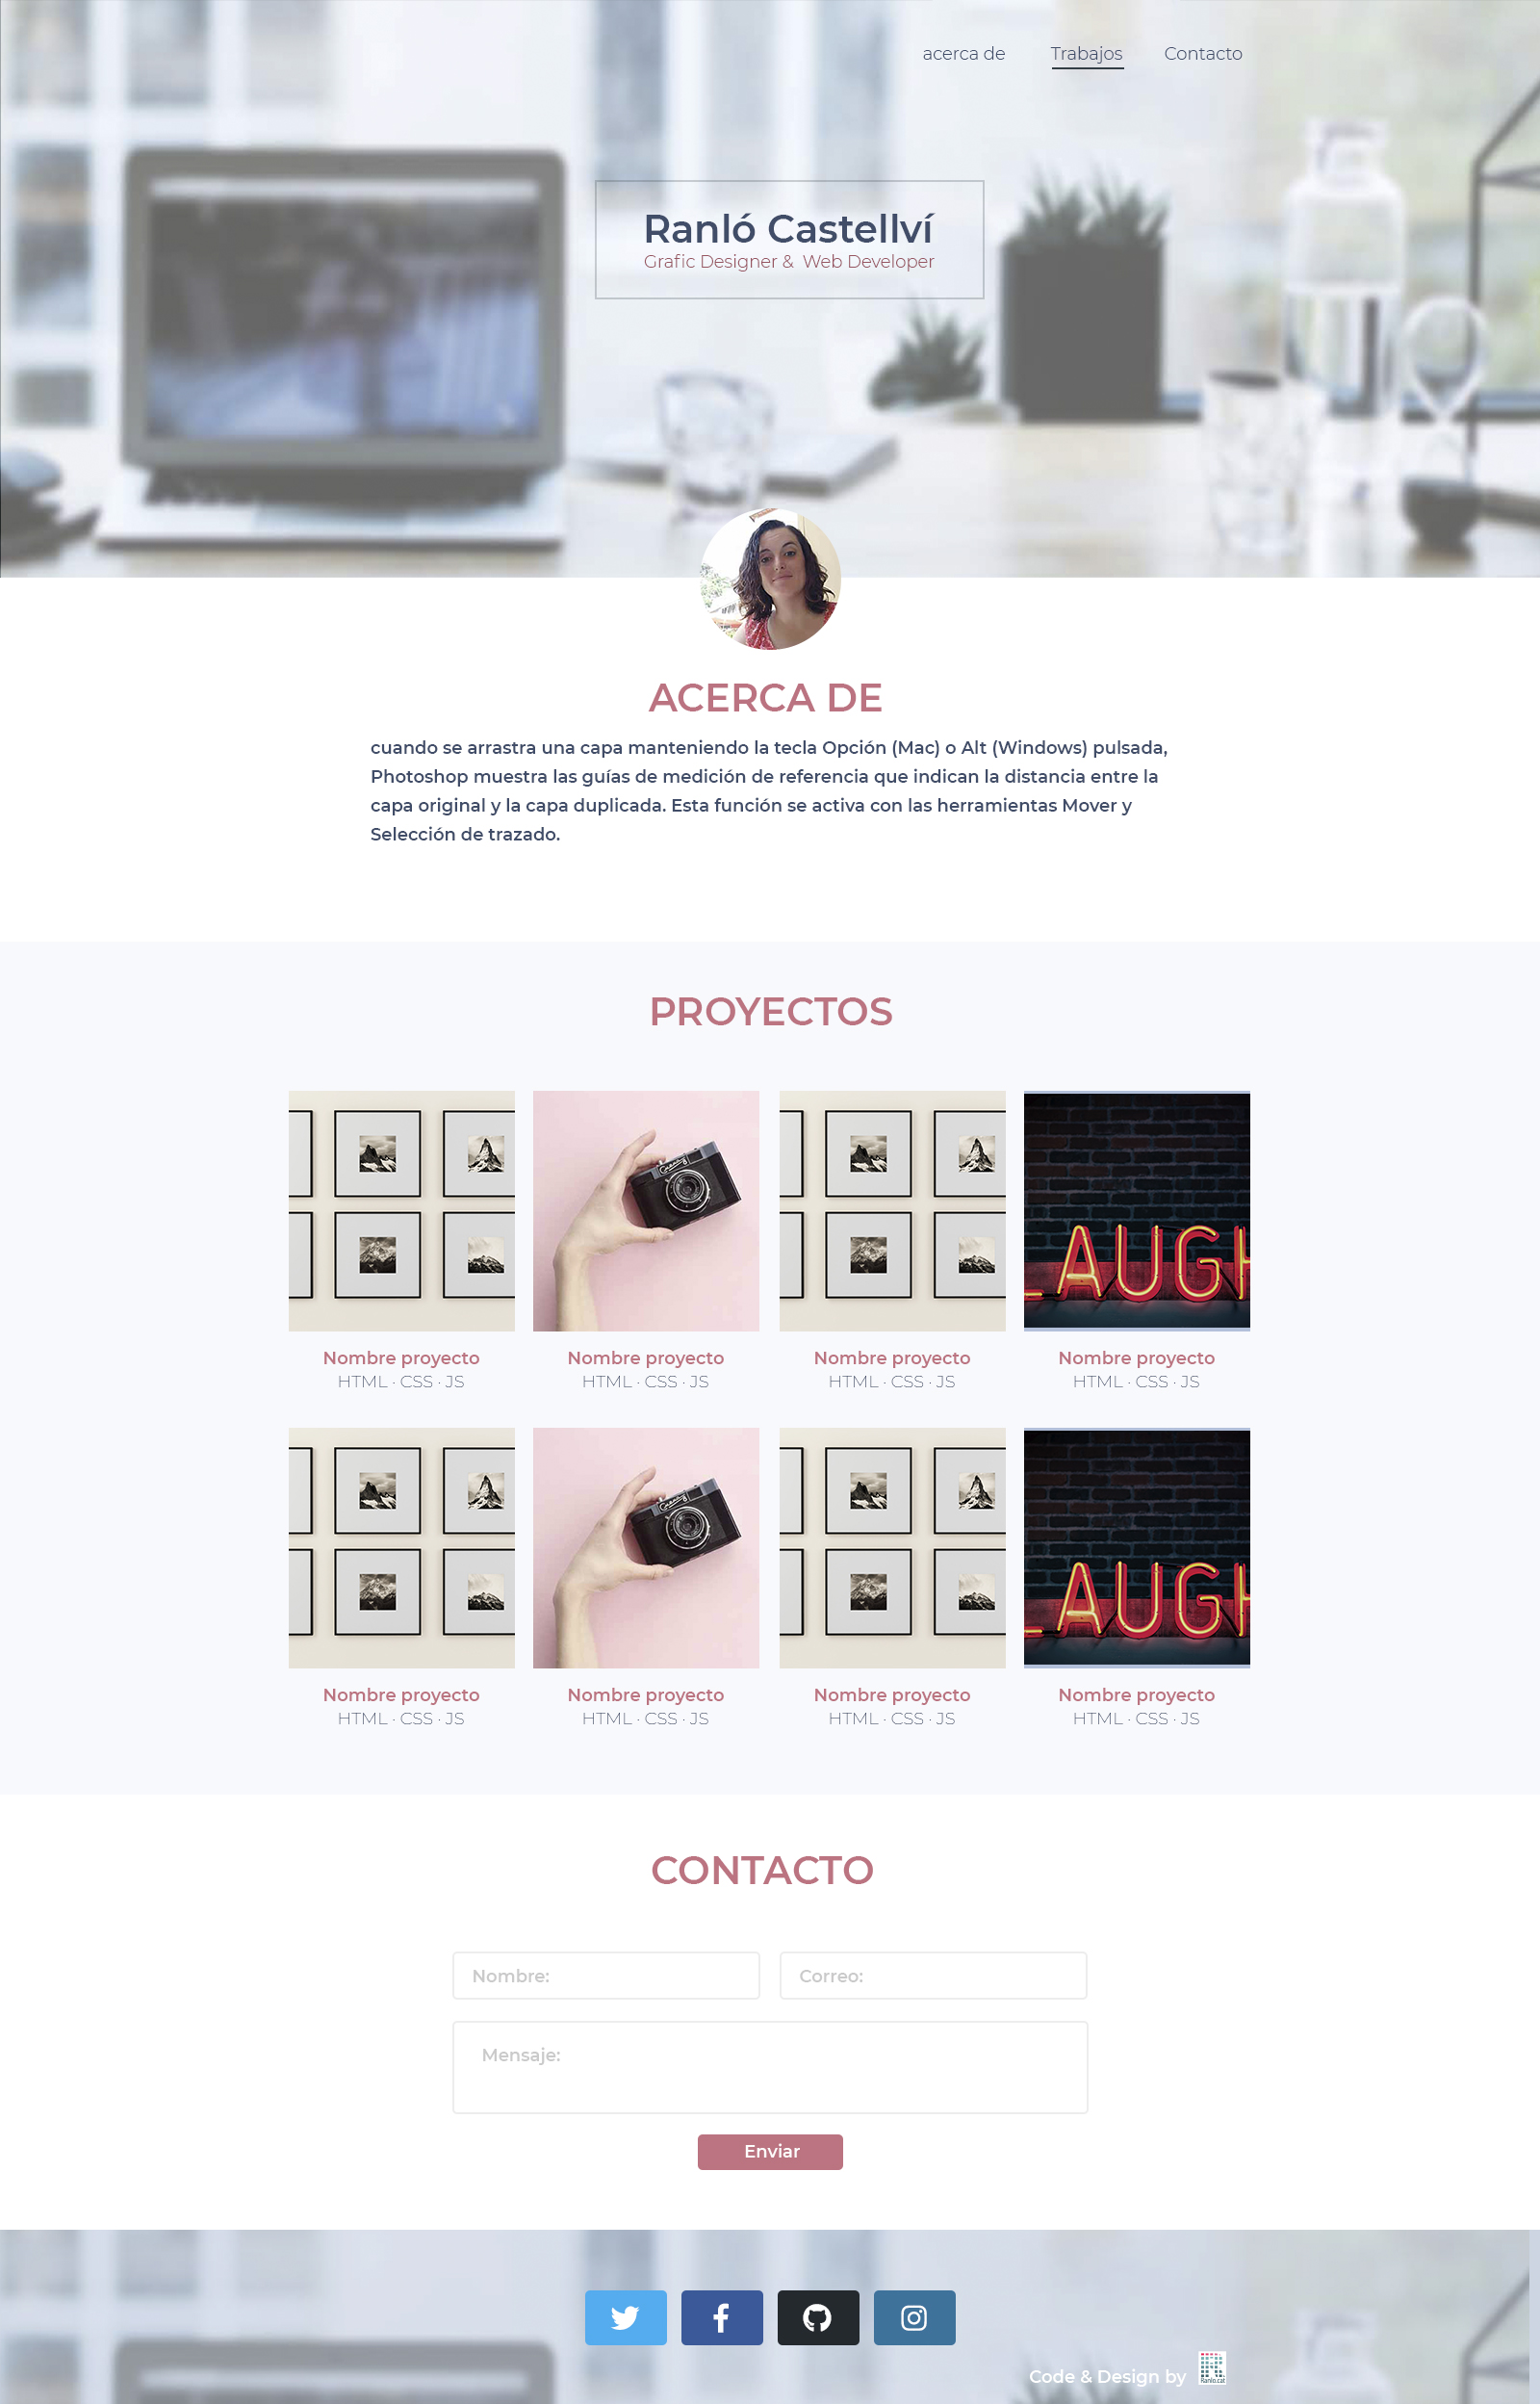 acerca de Trabajos Contacto
Ranló Castellví
Grafic Designer & Web Developer
ACERCA DE
cuando se arrastra una capa manteniendo la tecla Opción (Mac) o Alt (Windows) pulsada,
Photoshop muestra las guías de medición de referencia que indican la distancia entre la
capa original y la capa duplicada. Esta función se activa con las herramientas Mover y
Selección de trazado.
PROYECTOS
LAUGH
Nombre proyecto Nombre proyecto Nombre proyecto Nombre proyecto
HTML · CSS · JS HTML · CSS · JS HTML · CSS · JS HTML · CSS · JS
LAUGH
Nombre proyecto Nombre proyecto Nombre proyecto Nombre proyecto
HTML · CSS · JS HTML · CSS · JS HTML · CSS · JS HTML · CSS · JS
CONTACTO
Nombre: Correo:
Mensaje:
Enviar
Code & Design by
Ranlo.cat